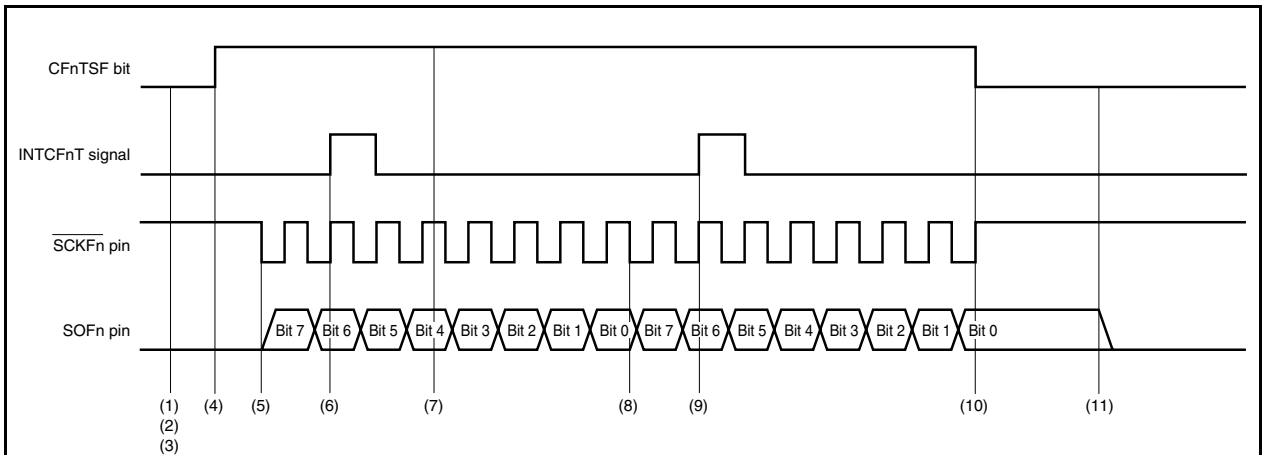 CFnTSF bit
INTCFnT signal
SCKFn pin
SOFn pin
Bit 7 Bit 6 Bit 5 Bit 4 Bit 3 Bit 2 Bit 1 Bit 0 Bit 7 Bit 6 Bit 5 Bit 4 Bit 3 Bit 2 Bit 1 Bit 0
(1) (4) (5) (6) (7) (8) (9) (10) (11)
(2)
(3)